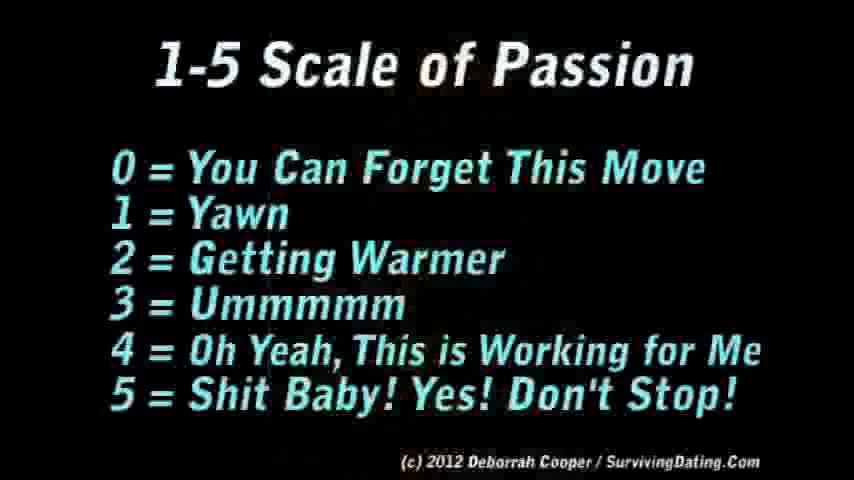 1-5 Scale of Passion
0 = You Can Forget This Move
1 = Yawn
2 = Getting Warmer
3 = Ummmmm
4 = Oh Yeah, This is Working for Me
5 = Shit Baby! Yes! Don't Stop!
(c) 2012 Deborrah Cooper / SurvivingDating.Com